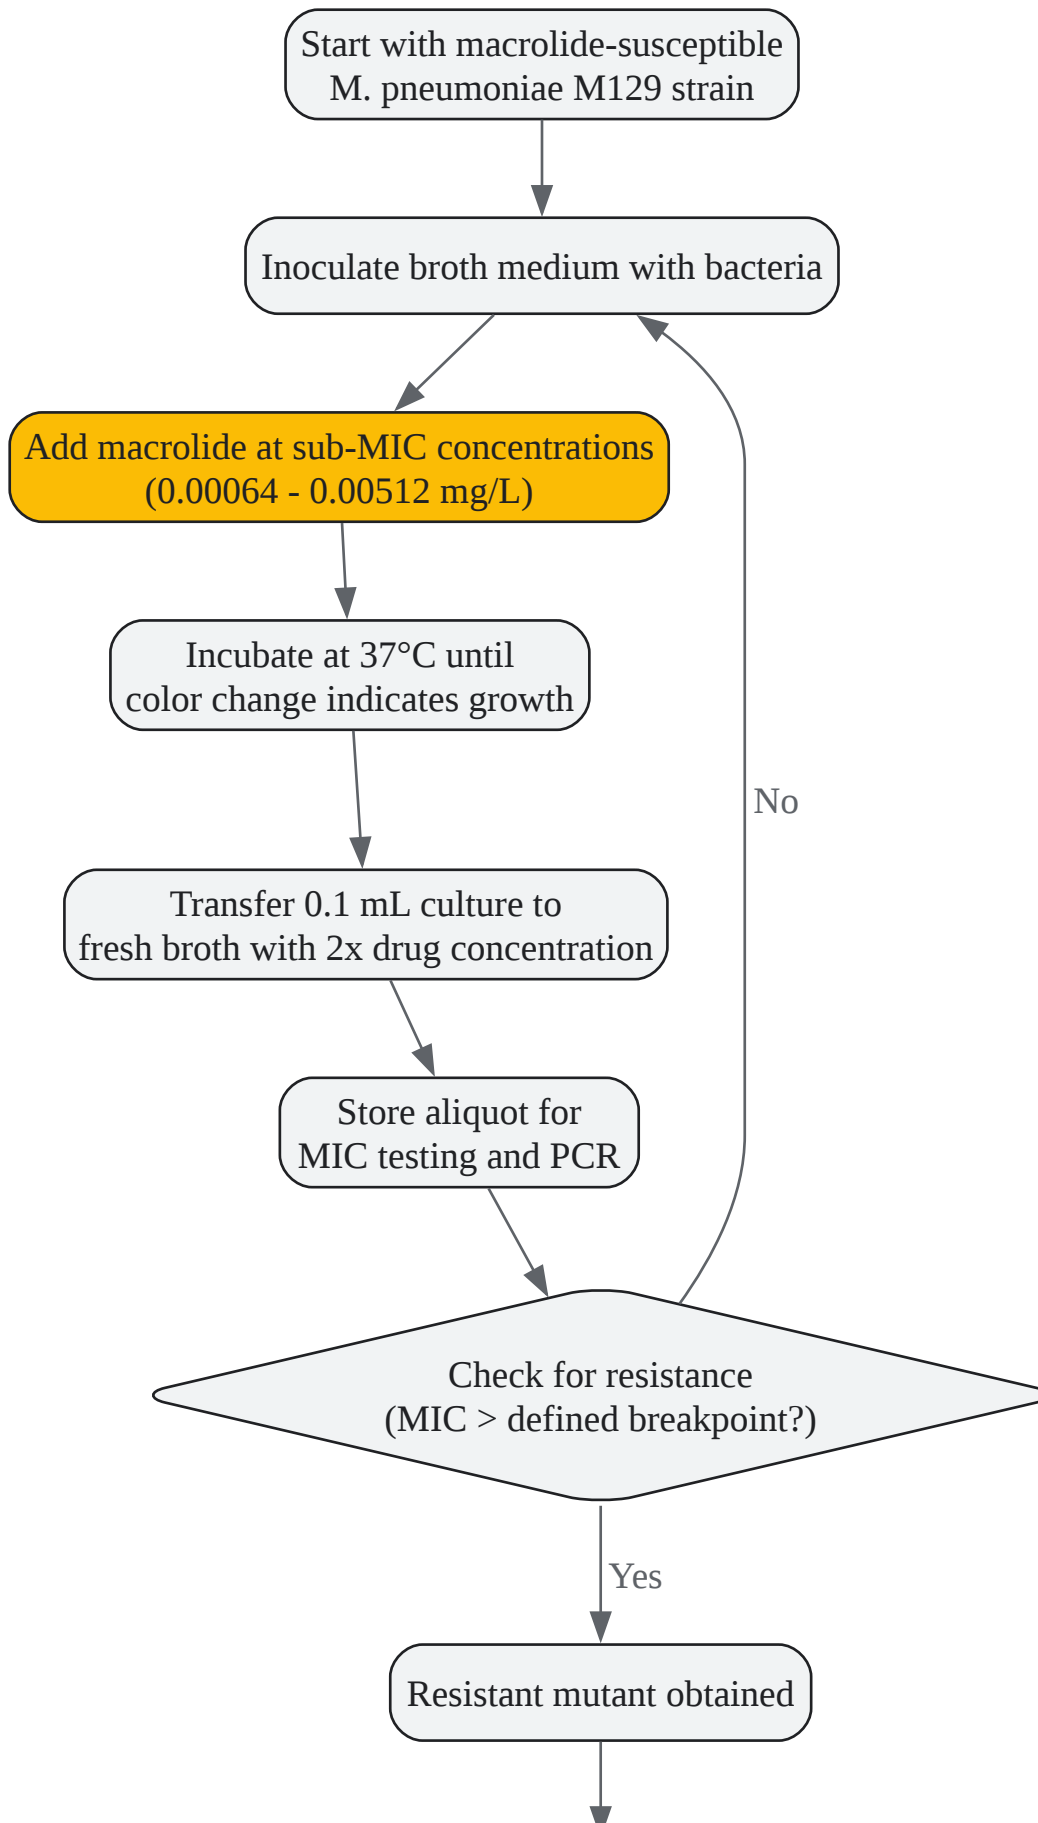 Start with macrolide-susceptible
M. pneumoniae M129 strain
Inoculate broth medium with bacteria
Add macrolide at sub-MIC concentrations
(0.00064 - 0.00512 mg/L)
Incubate at 37°C until
color change indicates growth
No
Transfer 0.1 mL culture to
fresh broth with 2x drug concentration
Store aliquot for
MIC testing and PCR
Check for resistance
(MIC > defined breakpoint?)
Yes
Resistant mutant obtained